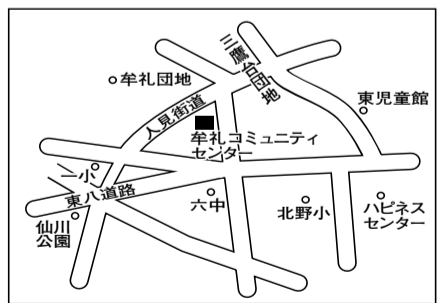 三鷹台団地
牟礼団地
人見街道
東児童館
牟礼コミュニティ
センター
一小
東八道路
六中
北野小
ハピネス
センター
仙川
公園